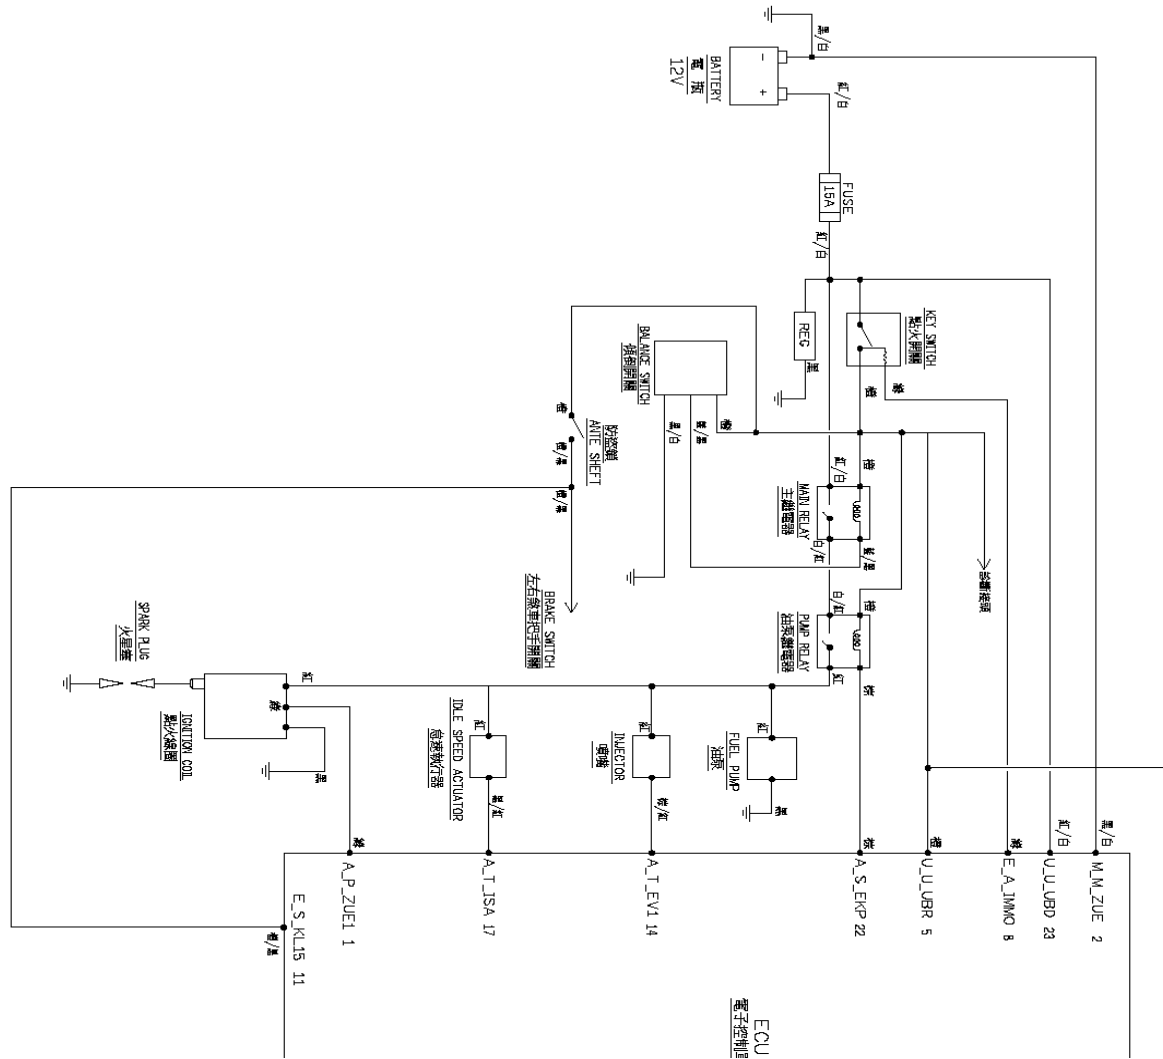 黑/白
BATTERY
電 瓶
12V
-
+
紅/白
FUSE
15A
紅/白
KEY SWITCH
點火開關
REG
黑
BALANCE SWITCH
傾倒開關
橙
綠
黑/白
藍/黑
橙
橙
防盜鎖
ANTE SHEFT
橙/黑
橙/黑
紅/白
橙
MAIN RELAY
主繼電器
白/紅
藍/黑
診斷接頭
BRAKE SWITCH
左右煞車把手開關
白/紅
橙
PUMP RELAY
油泵繼電器
紅
棕
SPARK PLUG
火星塞
紅
綠
黑
IGNITION COIL
點火線圈
紅
IDLE SPEED ACTUATOR
怠速執行器
黑/紅
紅
INJECTOR
噴嘴
棕/紅
紅
FUEL PUMP
油泵
黑
綠
棕
橙
綠
紅/白
黑/白
E_S_KL15 11
橙/黑
A_P_ZUE1 1
A_T_ISA 17
A_T_EV1 14
A_S_EKP 22
U_U_UBR 5
E_A_IMMO 8
U_U_UBD 23
M_M_ZUE 2
ECU
電子控制